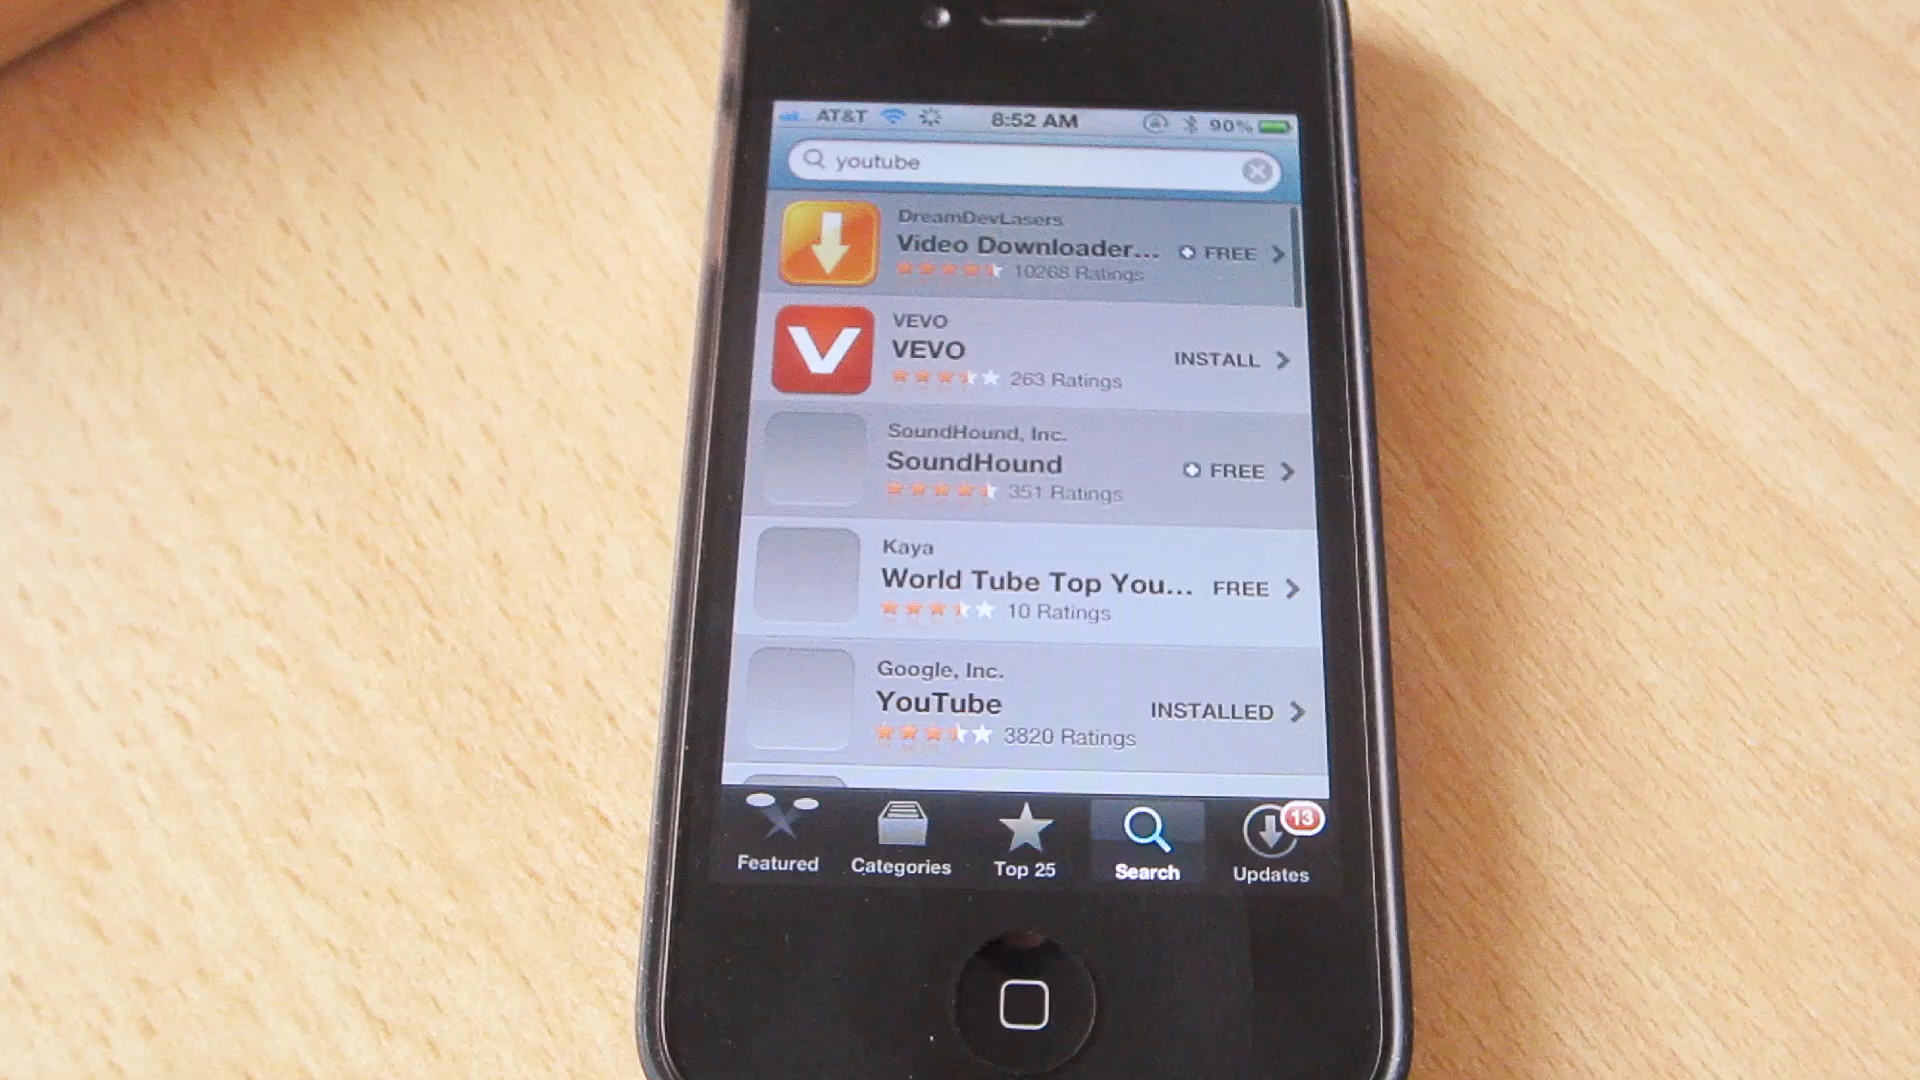 AT&T 8:52 AM 90%
youtube
DreamDevLasers
Video Downloader... FREE
10268 Ratings
V
VEVO
VEVO INSTALL
263 Ratings
SoundHound, Inc.
SoundHound FREE
351 Ratings
Kaya
World Tube Top You... FREE
10 Ratings
Google, Inc.
YouTube INSTALLED
3820 Ratings
13
Featured Categories Top 25 Search Updates